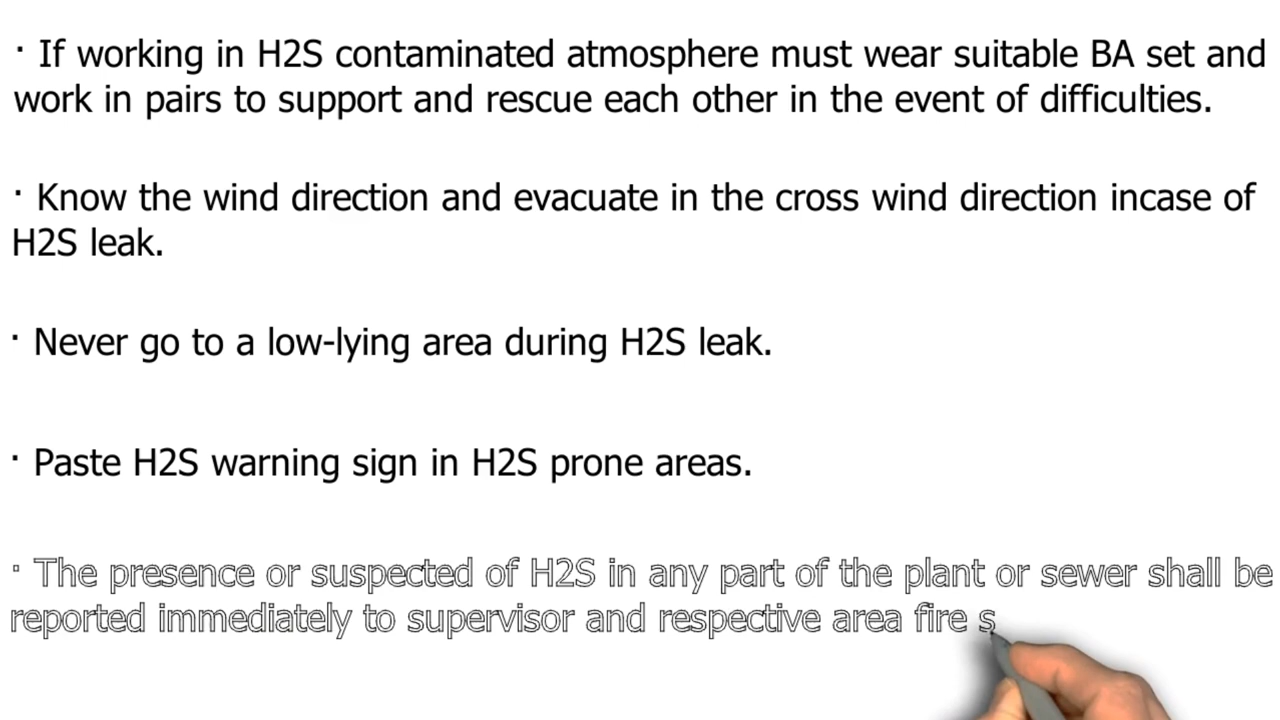 · If working in H2S contaminated atmosphere must wear suitable BA set and
work in pairs to support and rescue each other in the event of difficulties.
· Know the wind direction and evacuate in the cross wind direction incase of
H2S leak.
· Never go to a low-lying area during H2S leak.
· Paste H2S warning sign in H2S prone areas.
· The presence or suspected of H2S in any part of the plant or sewer shall be
reported immediately to supervisor and respective area fire s